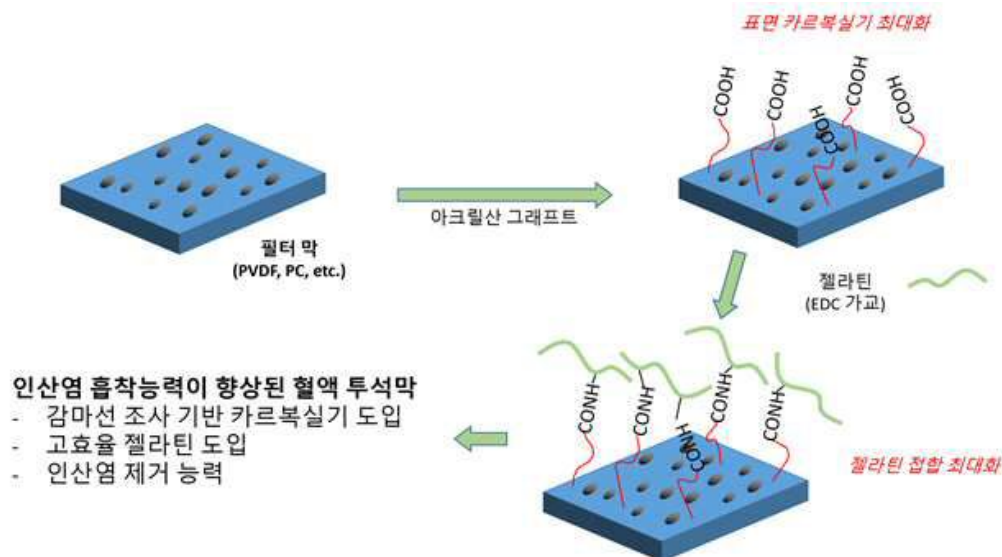 표면 카르복실기 최대화
COOH
COOH
COOH
COOH
COOH
아크릴산 그래프트
필터 막
(PVDF, PC, etc.)
젤라틴
(EDC 가교)
인산염 흡착능력이 향상된 혈액 투석막
- 감마선 조사 기반 카르복실기 도입
- 고효율 젤라틴 도입
- 인산염 제거 능력
CONH
CONH
CONH
CONH
CONH
젤라틴 접합 최대화